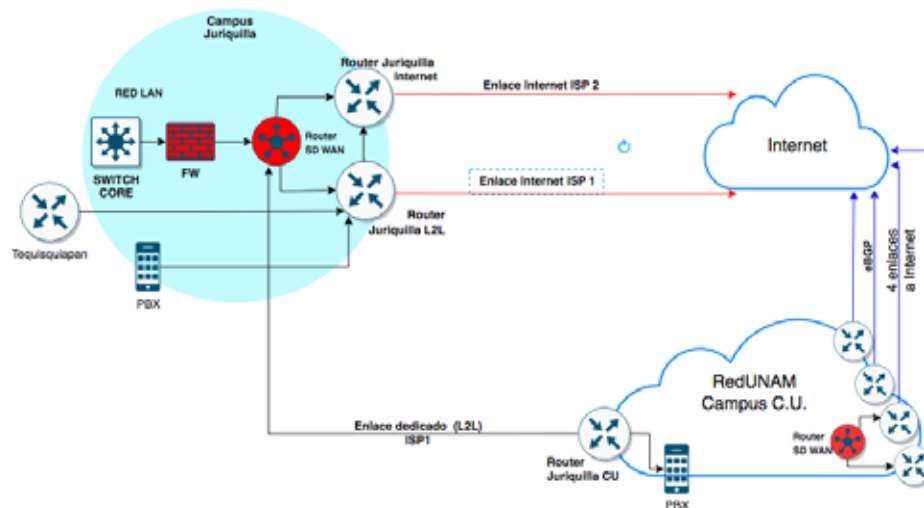 Campus
Juriquilla
Router Juriquilla
Internet
Enlace Internet ISP 2
RED LAN
Router
SD WAN
Internet
SWITCH
CORE
FW
Enlace Internet ISP 1
Router
Juriquilla L2L
Tequisquiapan
PBX
eBGP
4 enlaces
a Internet
RedUNAM
Campus C.U.
Enlace dedicado (L2L)
ISP1
Router
SD WAN
Router
Juriquilla CU
PBX